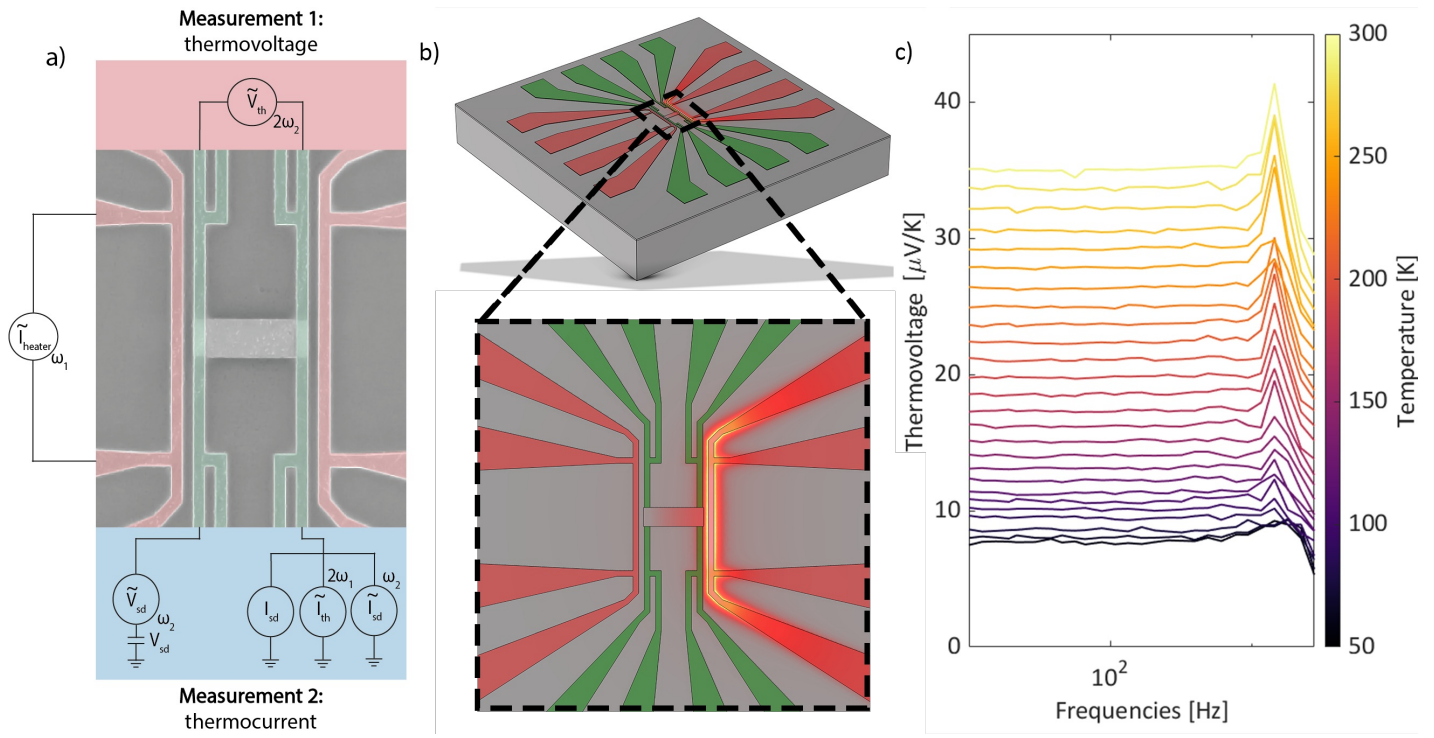 Measurement 1:
thermovoltage
a)
Ṽth
2ω2
Ĩheater
ω1
Ṽsd
ω2
Vsd
Isd
2ω1
Ĩth
ω2
Ĩsd
Measurement 2:
thermocurrent
b)
c)
Thermovoltage [μV/K]
40
30
20
10
0
10²
Frequencies [Hz]
300
250
200
150
100
50
Temperature [K]